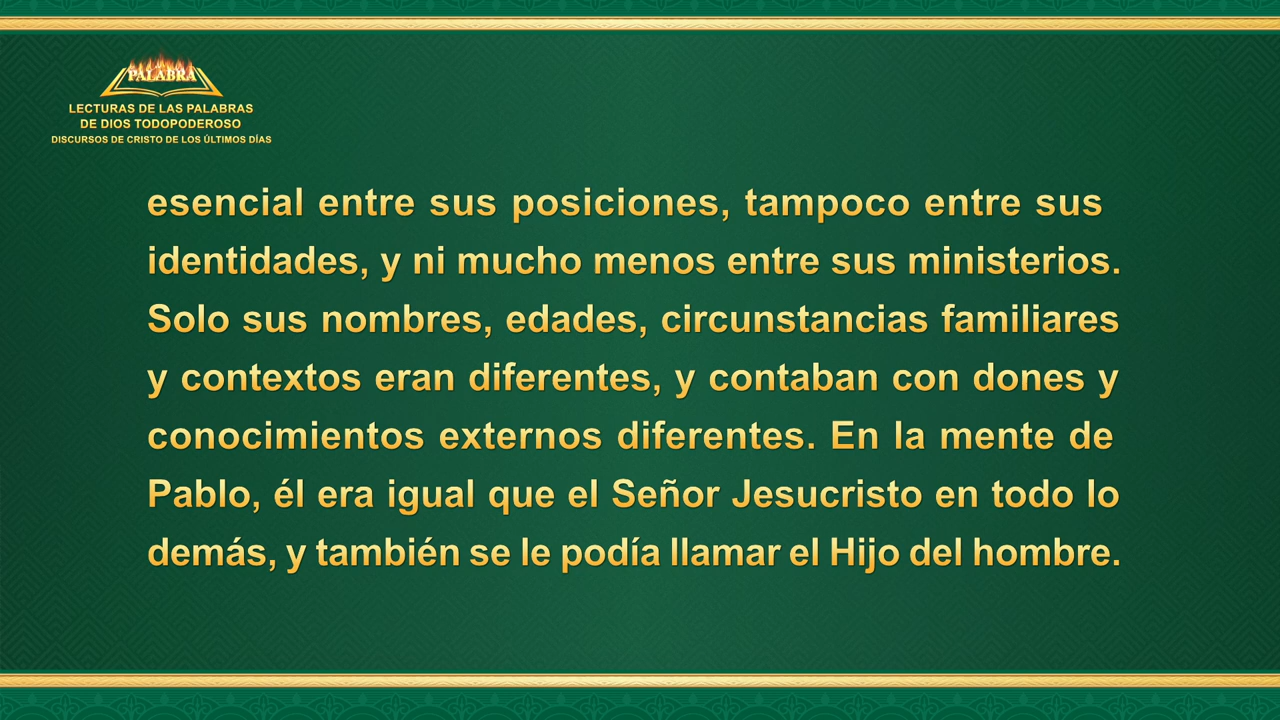 PALABRA
LECTURAS DE LAS PALABRAS
DE DIOS TODOPODEROSO
DISCURSOS DE CRISTO DE LOS ÚLTIMOS DÍAS
esencial entre sus posiciones, tampoco entre sus
identidades, y ni mucho menos entre sus ministerios.
Solo sus nombres, edades, circunstancias familiares
y contextos eran diferentes, y contaban con dones y
conocimientos externos diferentes. En la mente de
Pablo, él era igual que el Señor Jesucristo en todo lo
demás, y también se le podía llamar el Hijo del hombre.